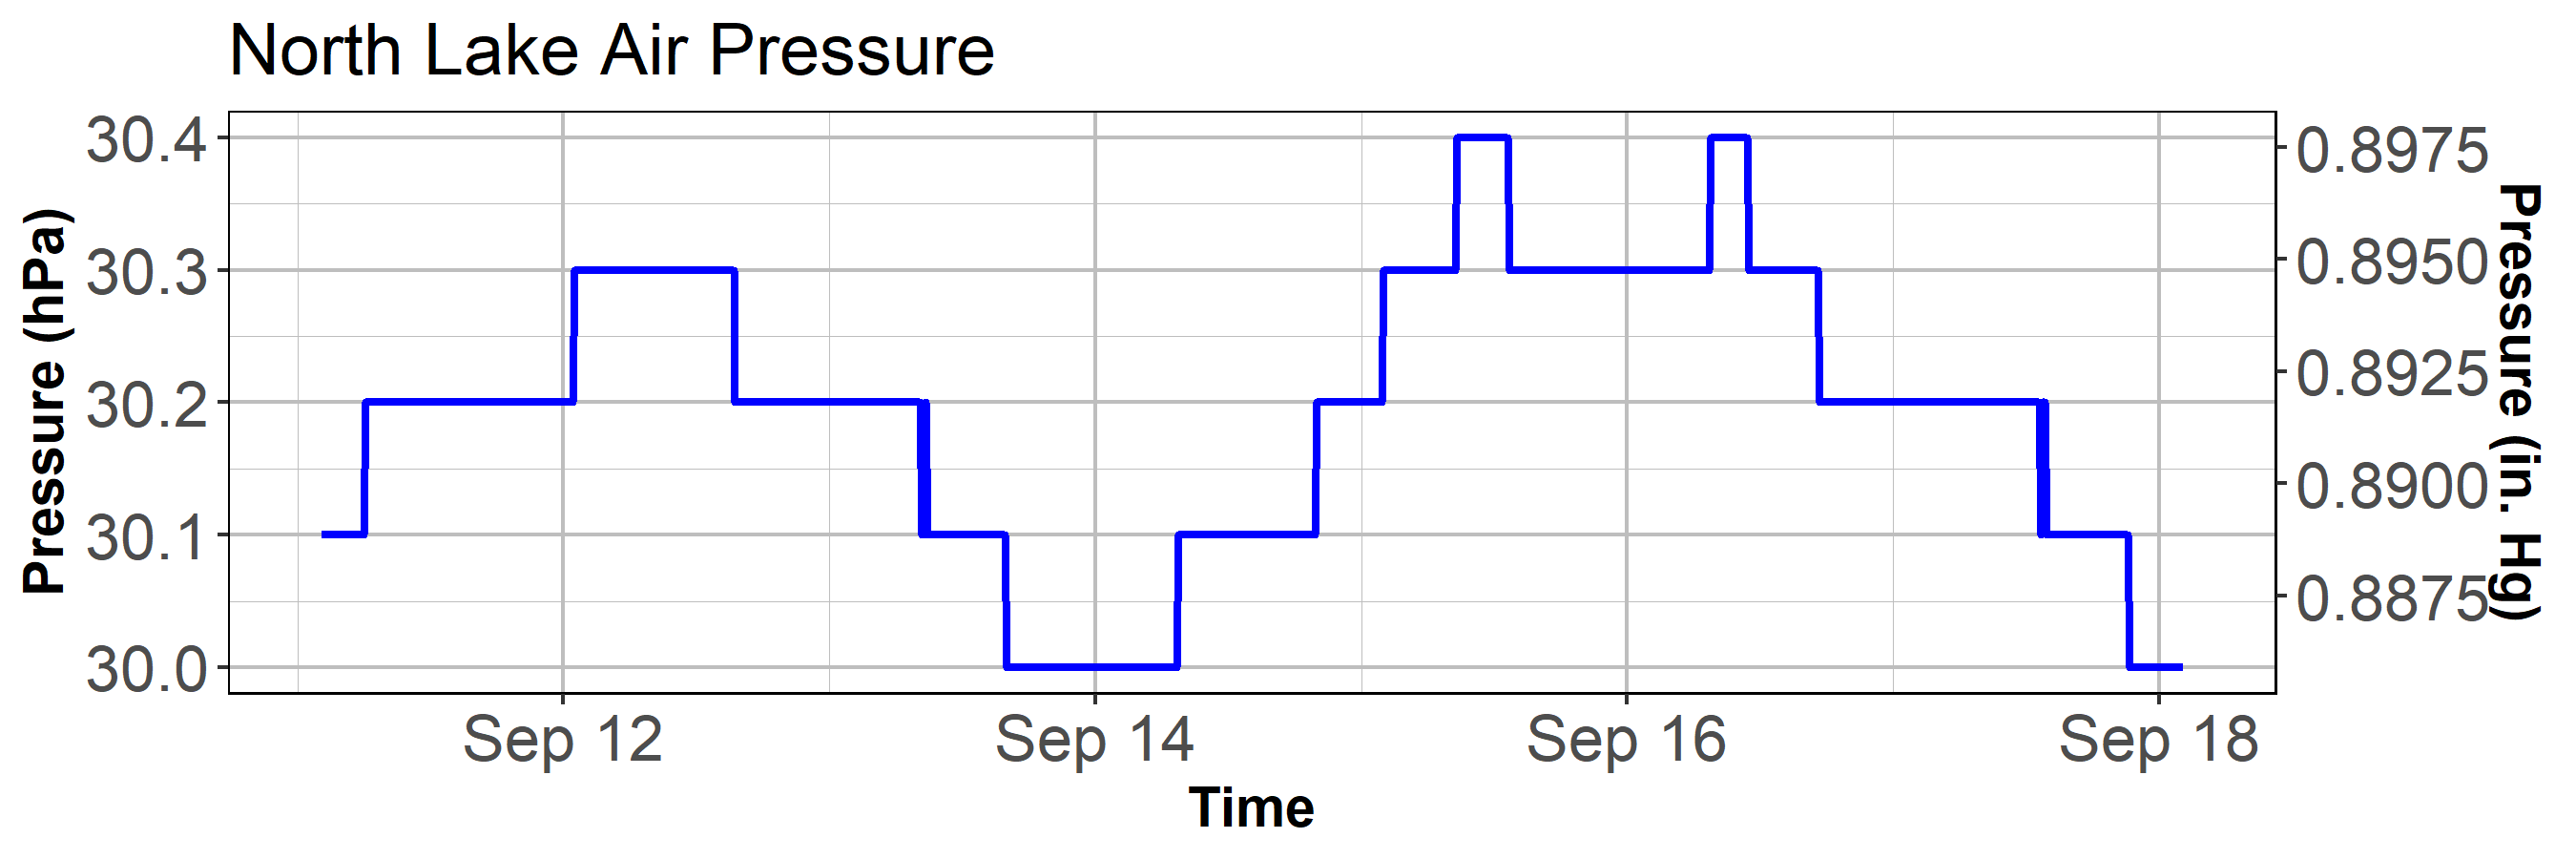 North Lake Air Pressure
Pressure (hPa)
30.4
30.3
30.2
30.1
30.0
0.8975
0.8950
0.8925
0.8900
0.8875
Pressure (in. Hg)
Sep 12 Sep 14 Sep 16 Sep 18
Time